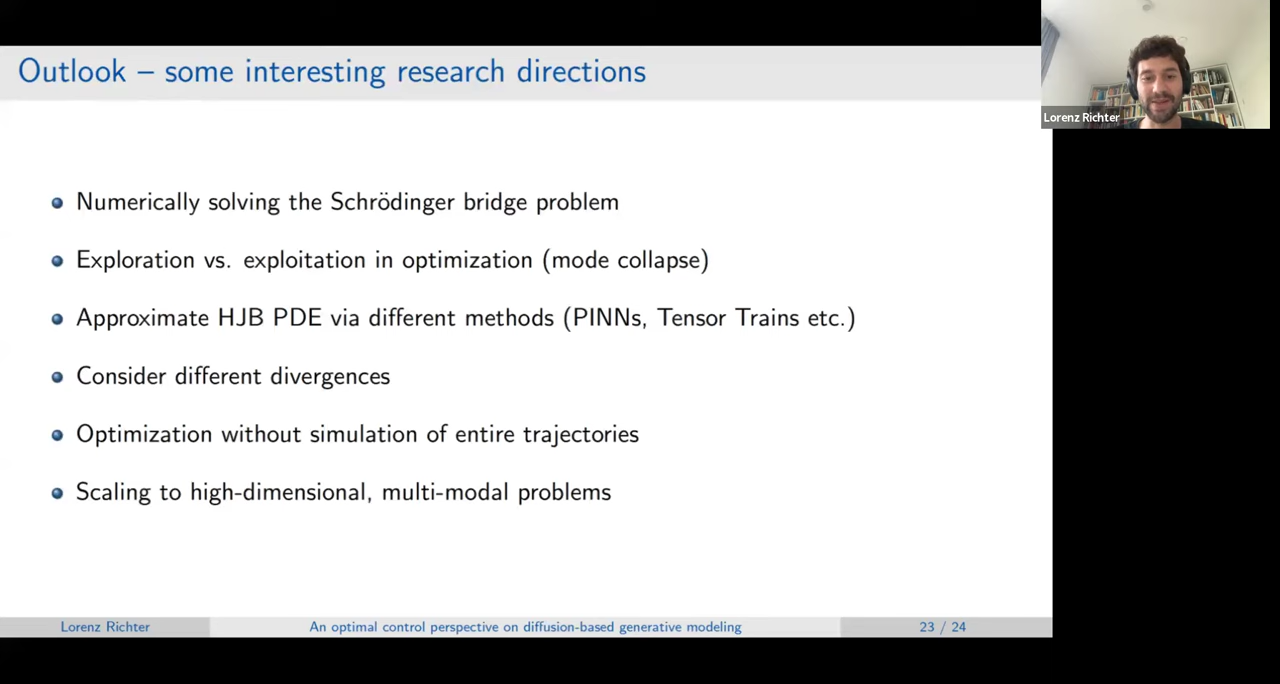 Outlook – some interesting research directions
Lorenz Richter
Numerically solving the Schrödinger bridge problem
Exploration vs. exploitation in optimization (mode collapse)
Approximate HJB PDE via different methods (PINNs, Tensor Trains etc.)
Consider different divergences
Optimization without simulation of entire trajectories
Scaling to high-dimensional, multi-modal problems
Lorenz Richter
An optimal control perspective on diffusion-based generative modeling
23 / 24